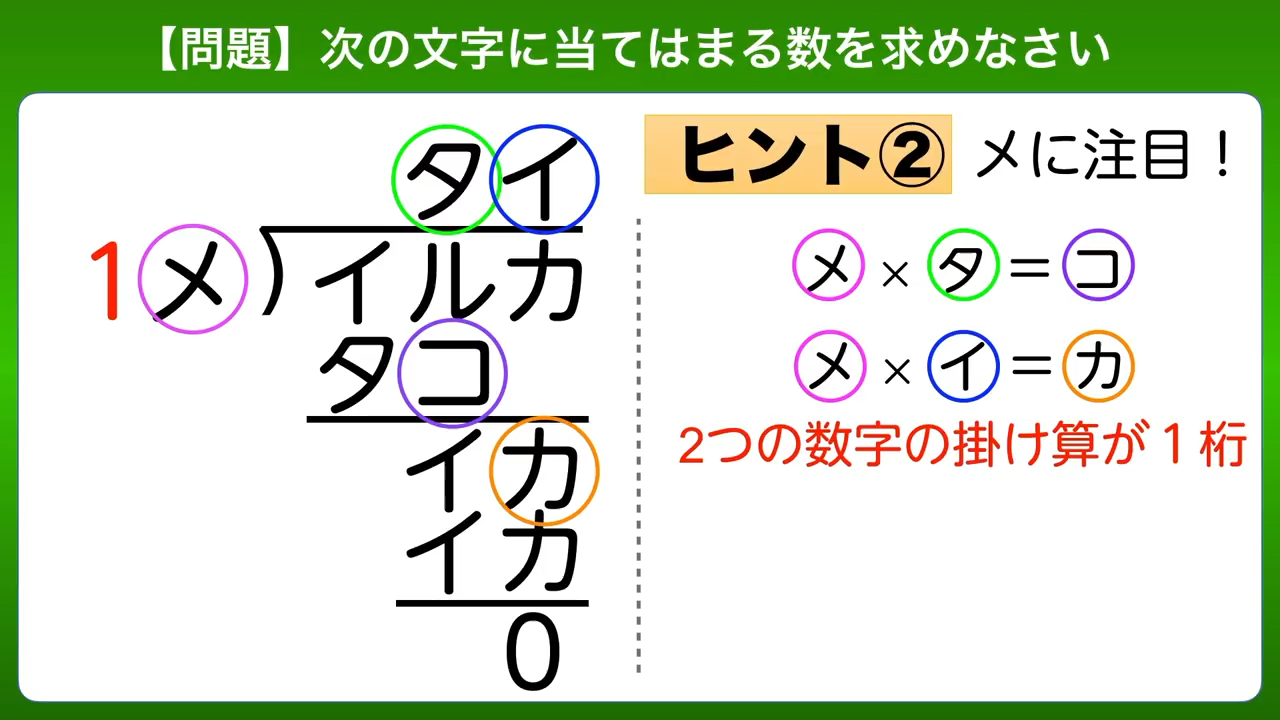 【問題】次の文字に当てはまる数を求めなさい
タイ
1メ)イルカ
タコ
イカ
イカ
0
ヒント② メに注目！
メ×タ＝コ
メ×イ＝カ
2つの数字の掛け算が1桁